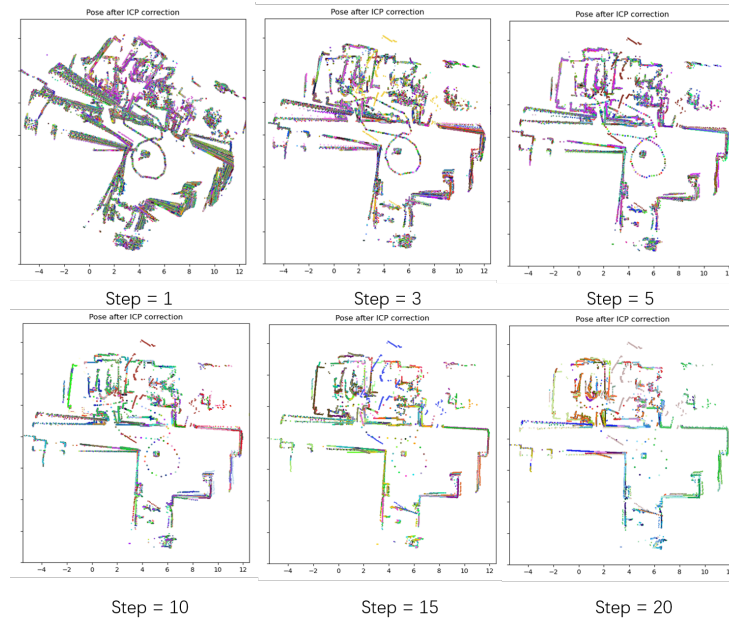 Pose after ICP correction Pose after ICP correction Pose after ICP correction
−4 −2 0 2 4 6 8 10 12 −4 −2 0 2 4 6 8 10 12 −4 −2 0 2 4 6 8 10
Step = 1 Step = 3 Step = 5
Pose after ICP correction Pose after ICP correction Pose after ICP correction
−4 −2 0 2 4 6 8 10 12 −4 −2 0 2 4 6 8 10 12 −4 −2 0 2 4 6 8 10
Step = 10 Step = 15 Step = 20